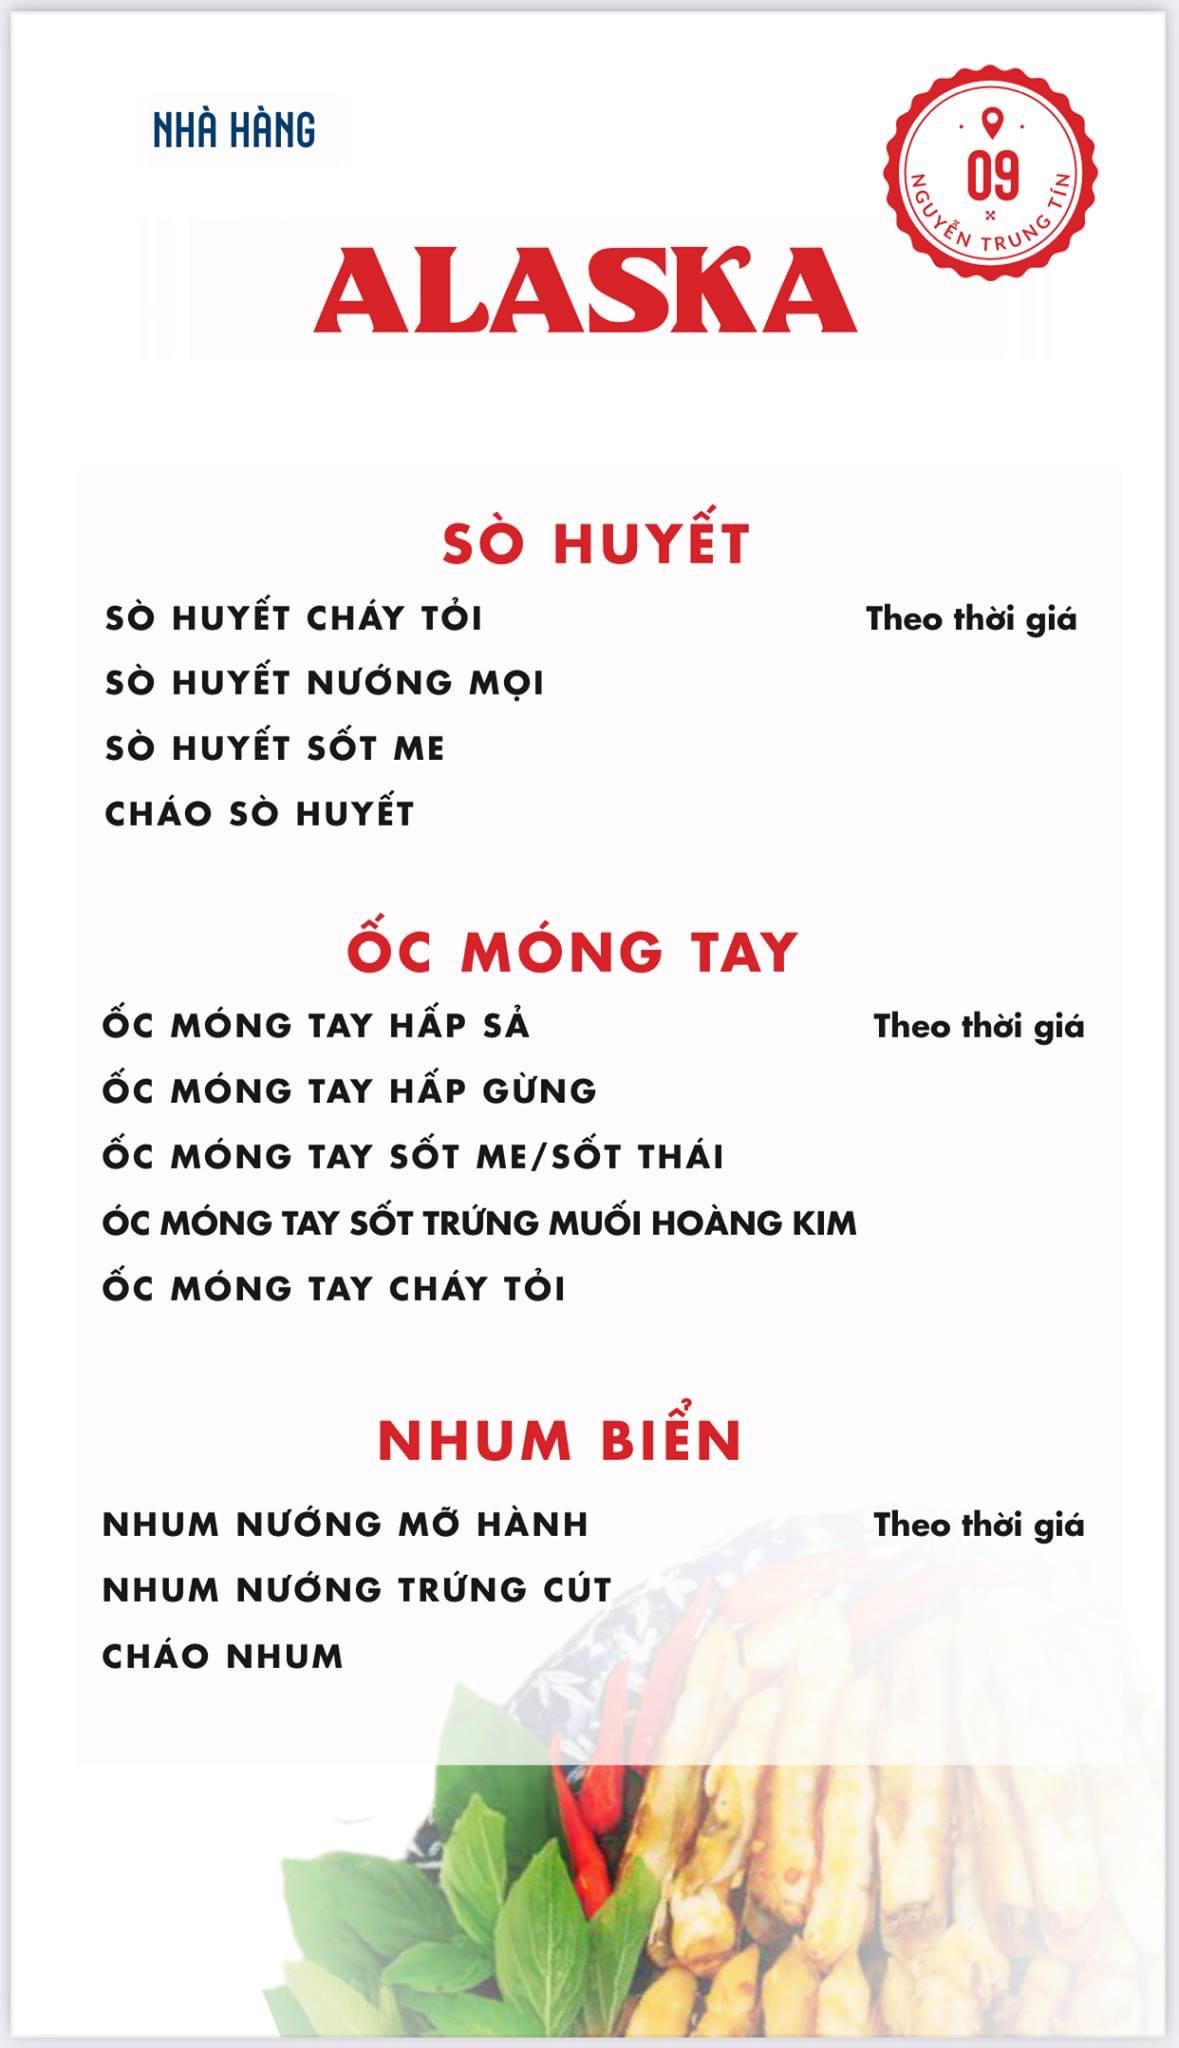 NHÀ HÀNG
09
NGUYỄN TRUNG TÍN
ALASKA
SÒ HUYẾT
SÒ HUYẾT CHÁY TỎI Theo thời giá
SÒ HUYẾT NƯỚNG MỌI
SÒ HUYẾT SỐT ME
CHÁO SÒ HUYẾT
ỐC MÓNG TAY
ỐC MÓNG TAY HẤP SẢ Theo thời giá
ỐC MÓNG TAY HẤP GỪNG
ỐC MÓNG TAY SỐT ME/SỐT THÁI
ÓC MÓNG TAY SỐT TRỨNG MUỐI HOÀNG KIM
ỐC MÓNG TAY CHÁY TỎI
NHUM BIỂN
NHUM NƯỚNG MỠ HÀNH Theo thời giá
NHUM NƯỚNG TRỨNG CÚT
CHÁO NHUM